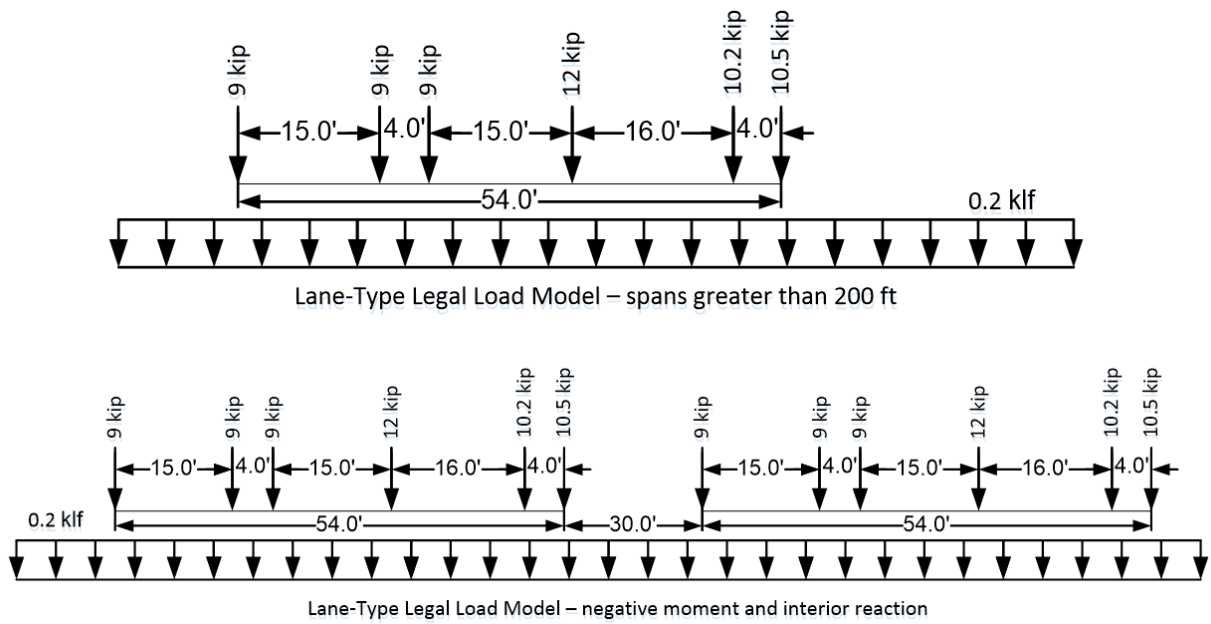 9 kip 9 kip 9 kip 12 kip 10.2 kip 10.5 kip
15.0' 4.0' 15.0' 16.0' 4.0'
54.0'
0.2 klf
Lane-Type Legal Load Model – spans greater than 200 ft
9 kip 9 kip 9 kip 12 kip 10.2 kip 10.5 kip 9 kip 9 kip 9 kip 12 kip 10.2 kip 10.5 kip
15.0' 4.0' 15.0' 16.0' 4.0' 15.0' 4.0' 15.0' 16.0' 4.0'
0.2 klf 54.0' 30.0' 54.0'
Lane-Type Legal Load Model – negative moment and interior reaction